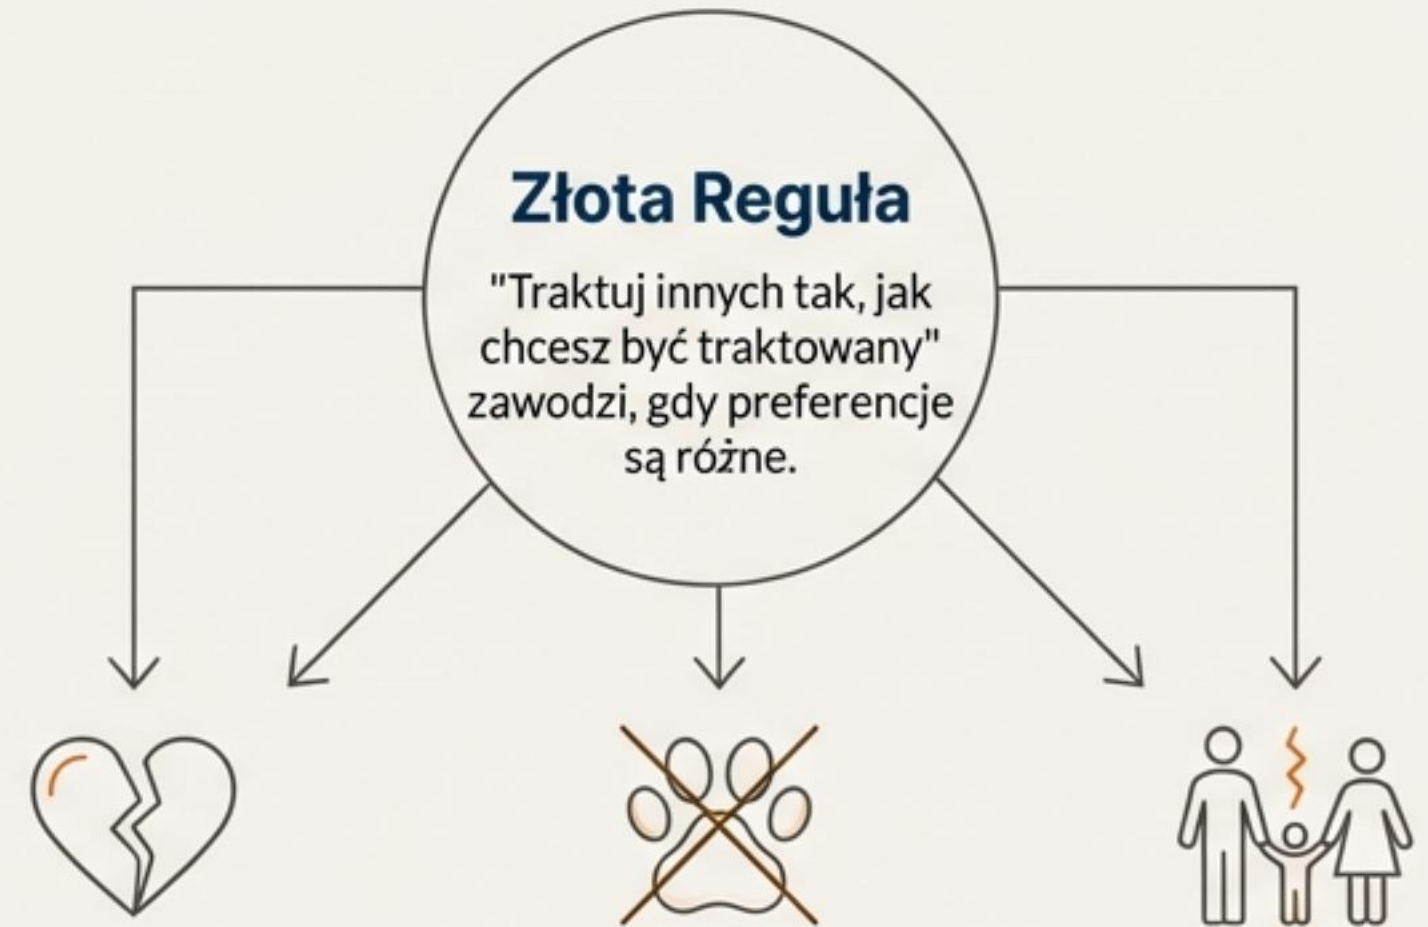 Złota Reguła
"Traktuj innych tak, jak
chcesz być traktowany"
zawodzi, gdy preferencje
są różne.